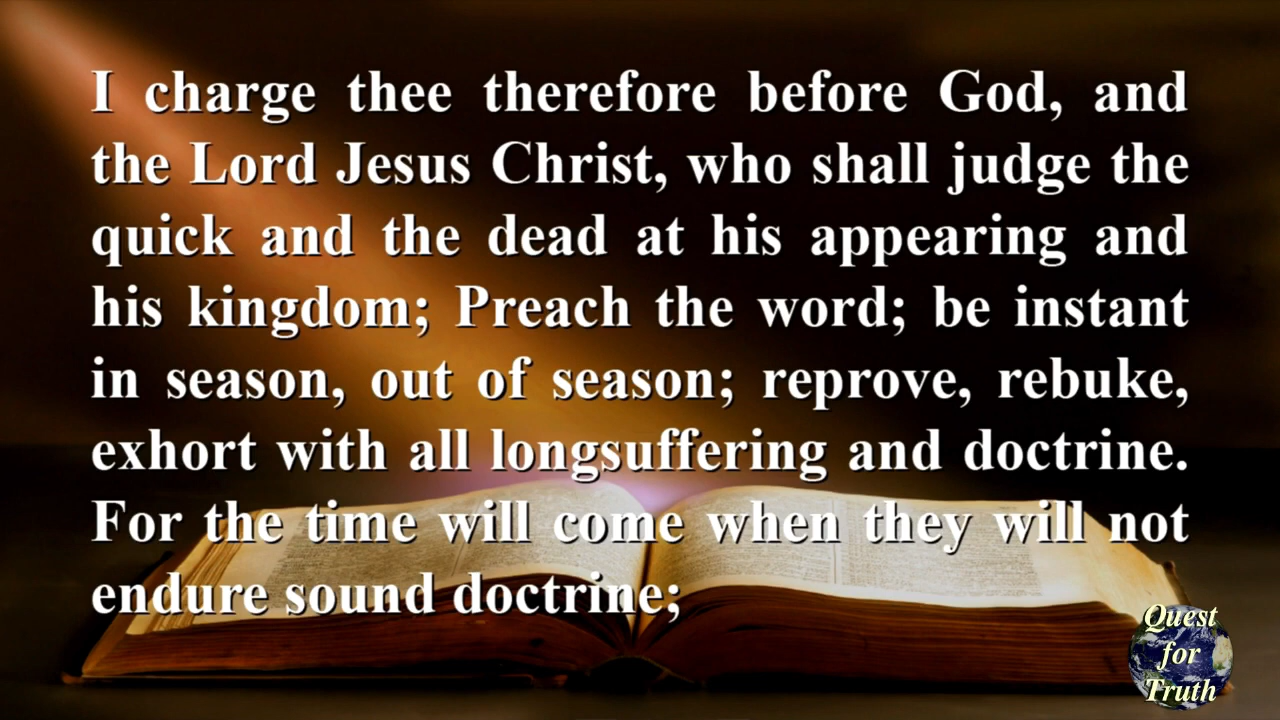 I charge thee therefore before God, and
the Lord Jesus Christ, who shall judge the
quick and the dead at his appearing and
his kingdom; Preach the word; be instant
in season, out of season; reprove, rebuke,
exhort with all longsuffering and doctrine.
For the time will come when they will not
endure sound doctrine;
Quest
for
Truth